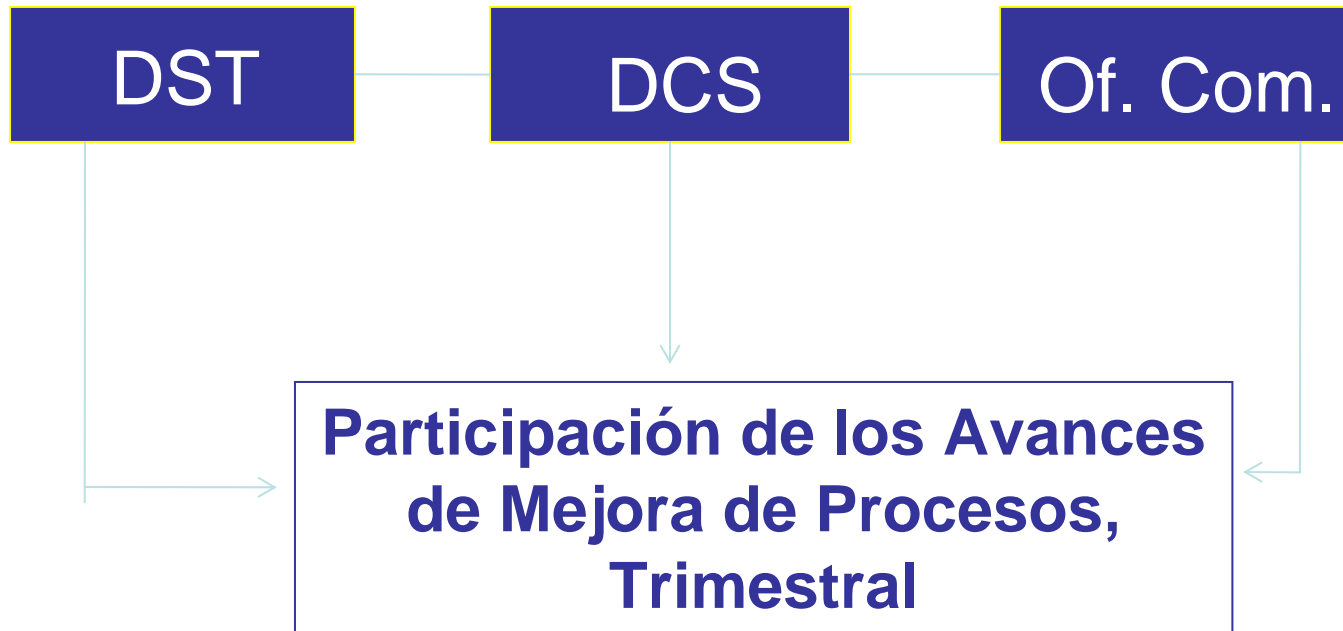 DST
DCS
Of. Com.
Participación de los Avances
de Mejora de Procesos,
Trimestral